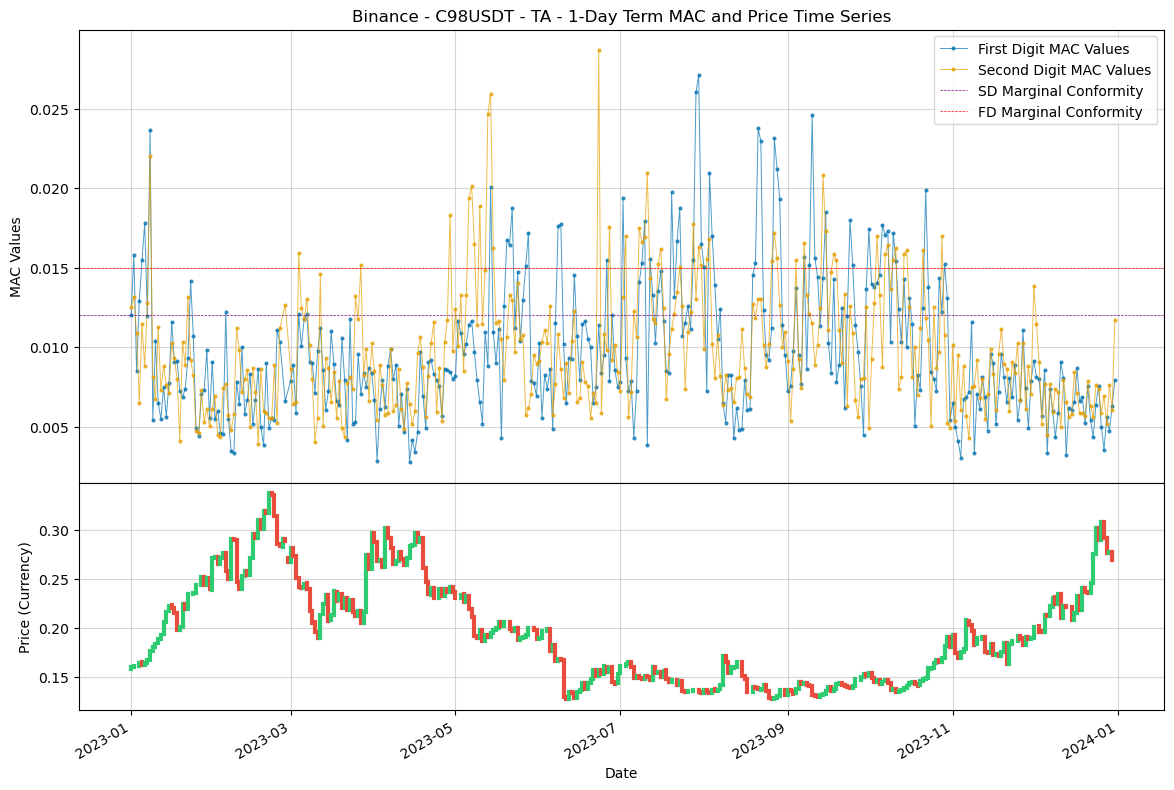 Binance - C98USDT - TA - 1-Day Term MAC and Price Time Series
First Digit MAC Values
Second Digit MAC Values
SD Marginal Conformity
FD Marginal Conformity
MAC Values
0.025
0.020
0.015
0.010
0.005
Price (Currency)
0.30
0.25
0.20
0.15
2023-01
2023-03
2023-05
2023-07
2023-09
2023-11
2024-01
Date